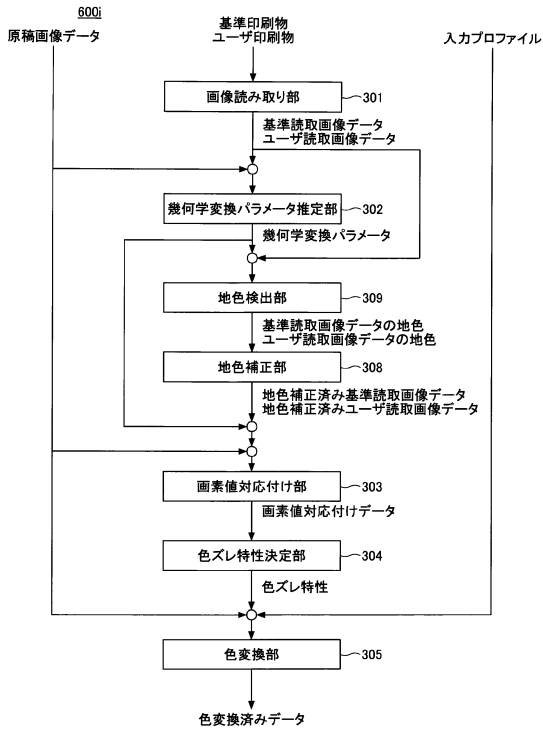 600i
原稿画像データ
基準印刷物
ユーザ印刷物
入力プロファイル
画像読み取り部
301
基準読取画像データ
ユーザ読取画像データ
幾何学変換パラメータ推定部
302
幾何学変換パラメータ
地色検出部
309
基準読取画像データの地色
ユーザ読取画像データの地色
地色補正部
308
地色補正済み基準読取画像データ
地色補正済みユーザ読取画像データ
画素値対応付け部
303
画素値対応付けデータ
色ズレ特性決定部
304
色ズレ特性
色変換部
305
色変換済みデータ